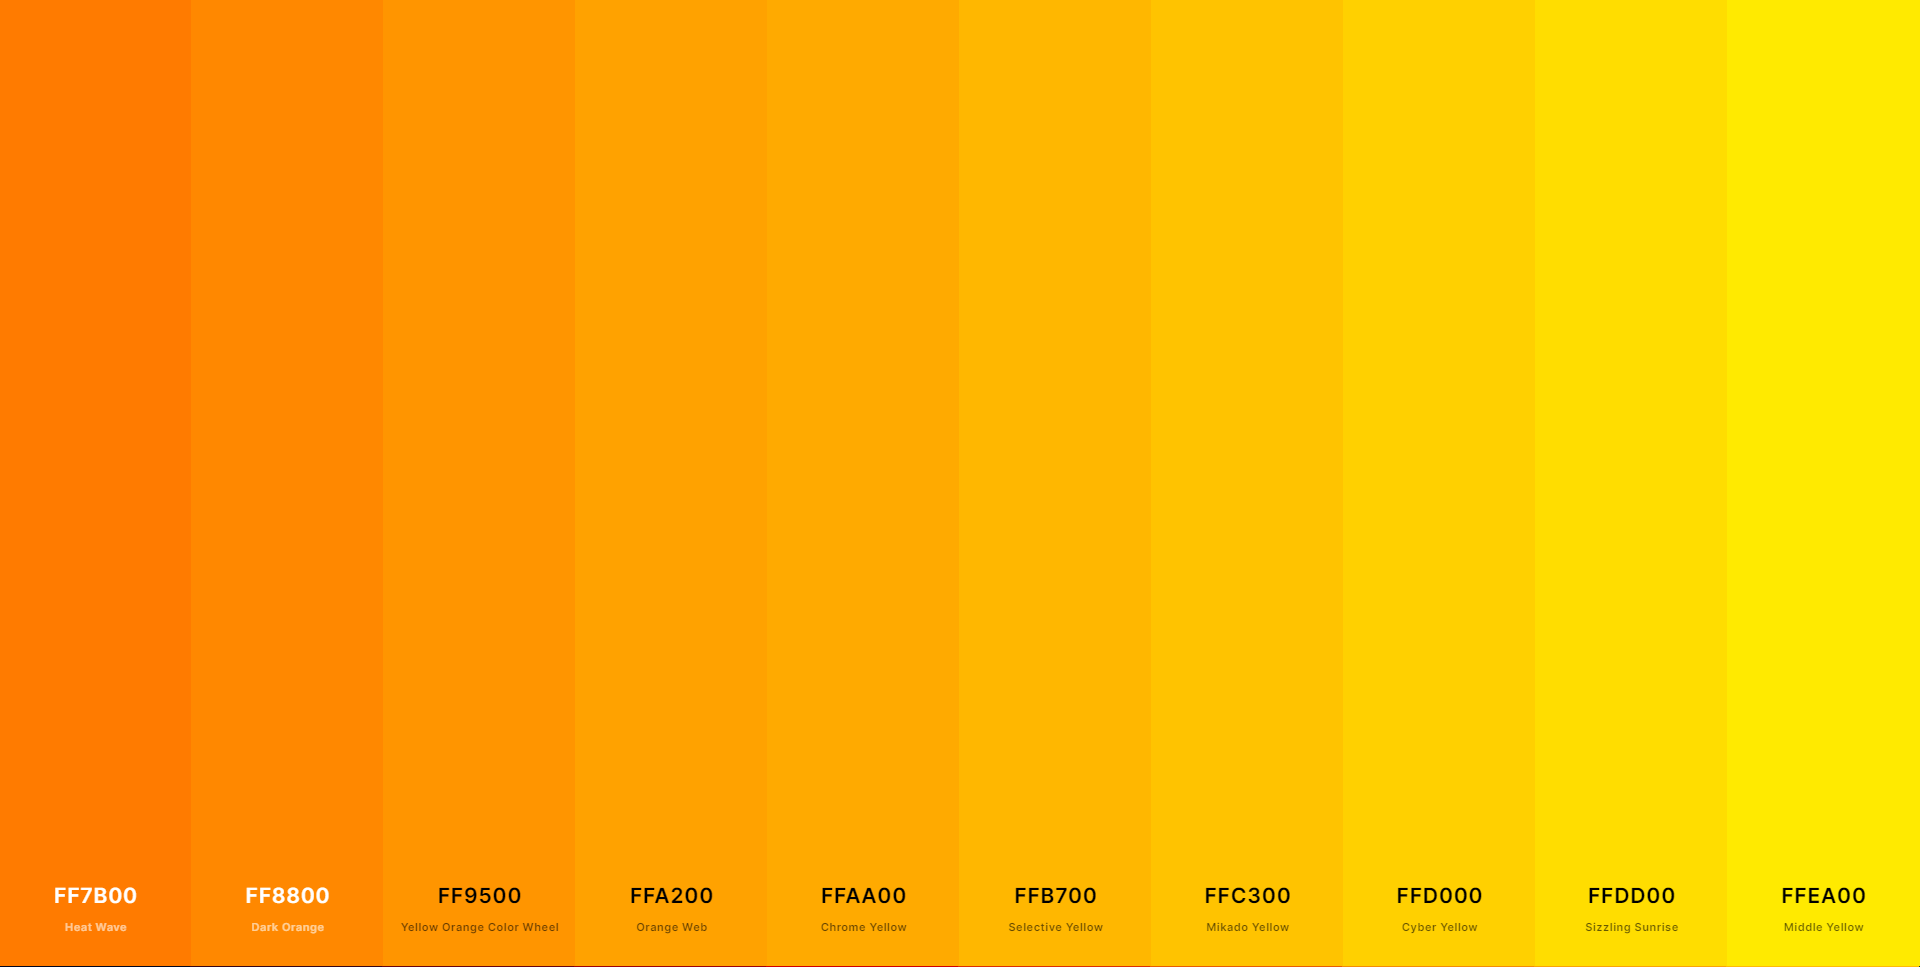 FF7B00
Heat Wave
FF8800
Dark Orange
FF9500
Yellow Orange Color Wheel
FFA200
Orange Web
FFAA00
Chrome Yellow
FFB700
Selective Yellow
FFC300
Mikado Yellow
FFD000
Cyber Yellow
FFDD00
Sizzling Sunrise
FFEA00
Middle Yellow